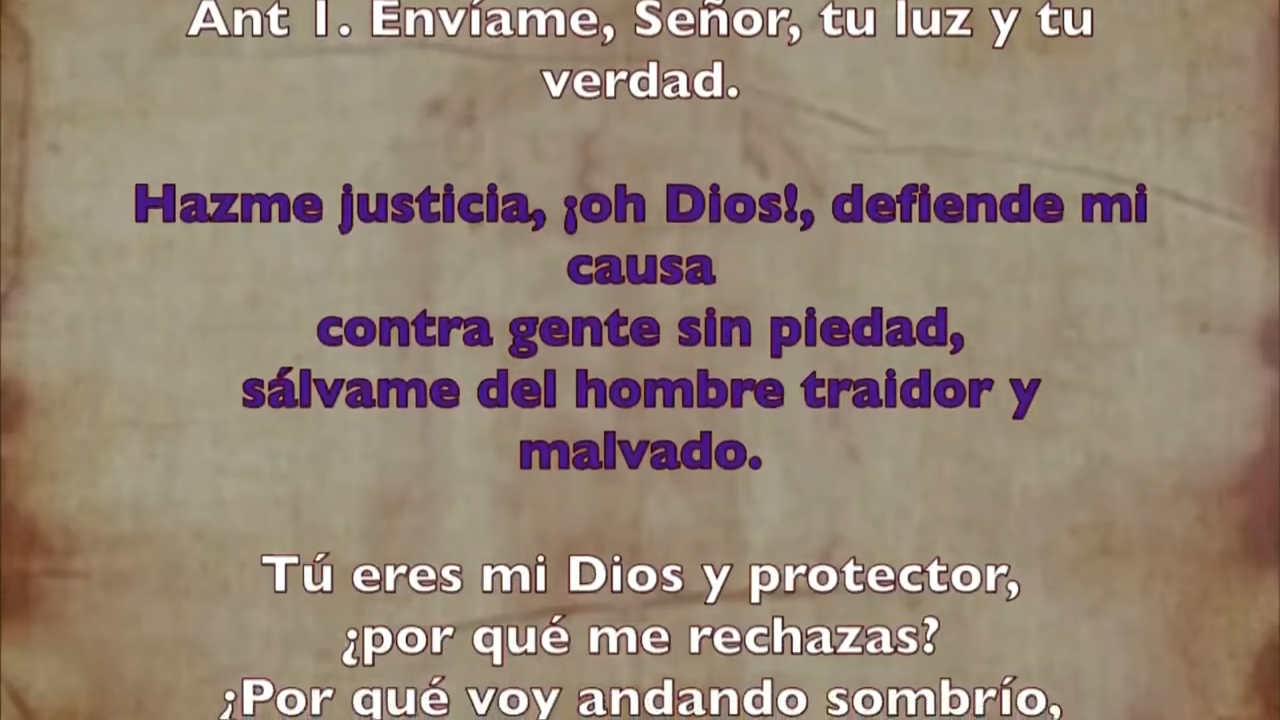 Ant 1. Envíame, Señor, tu luz y tu
verdad.
Hazme justicia, ¡oh Dios!, defiende mi
causa
contra gente sin piedad,
sálvame del hombre traidor y
malvado.
Tú eres mi Dios y protector,
¿por qué me rechazas?
¿Por qué voy andando sombrío,